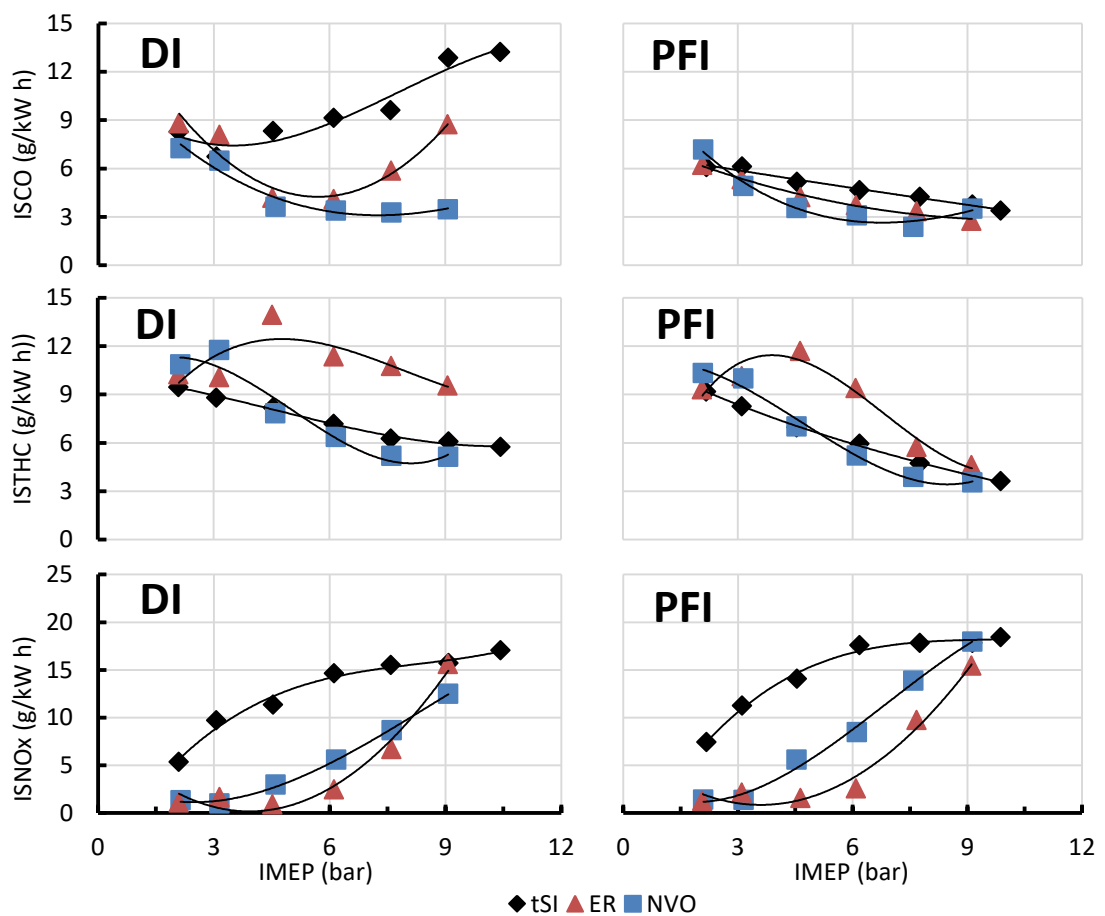 15
12
9
6
3
0
ISCO (g/kW h)
DI
PFI
15
12
9
6
3
0
ISTHC (g/kW h))
DI
PFI
25
20
15
10
5
0
ISNOx (g/kW h)
DI
PFI
0 3 6 9 12
IMEP (bar)
0 3 6 9 12
IMEP (bar)
tSI ER NVO